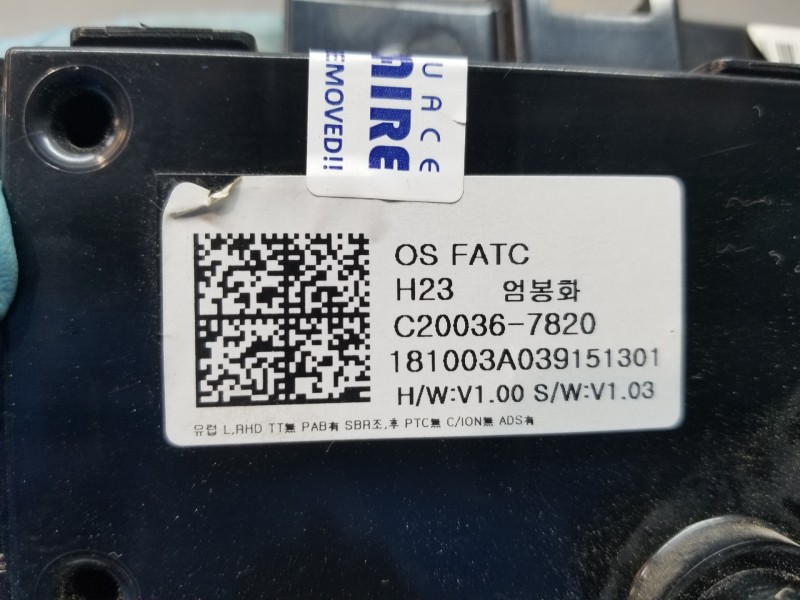 UACE
AIRE
EMOVED!!
OS FATC
H23 엄봉화
C20036-7820
181003A039151301
H/W:V1.00 S/W:V1.03
유럽 L,RHD TT無 PAB有 SBR조,후 PTC無 C/ION無 ADS有